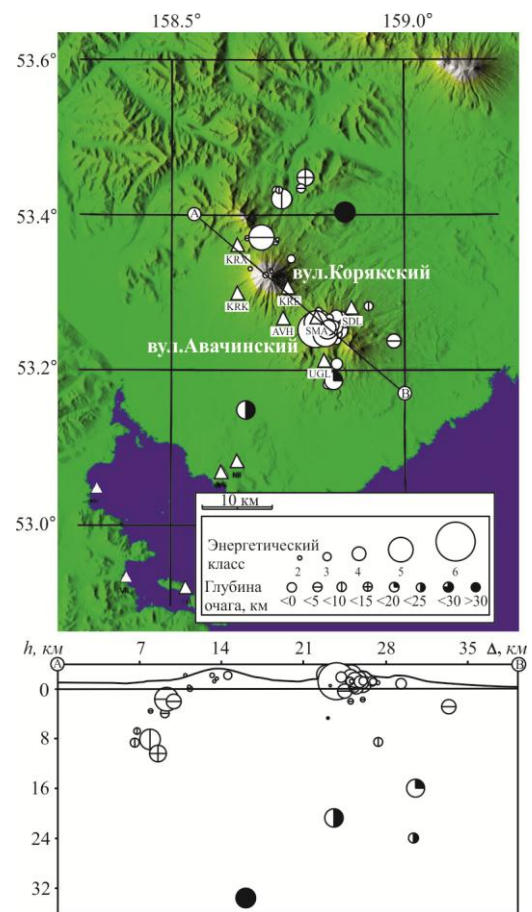 158.5° 159.0°
53.6°
53.4°
A
KRX
вул.Корякский
KRK
KRE
SDL
AVH
SMA
вул.Авачинский
53.2°
UGL
B
53.0°
10 км
Энергетический
класс
2 3 4 5 6
Глубина
очага, км
<0 <5 <10 <15 <20 <25 <30 >30
h, км 7 14 21 28 Δ, км
A 35 B
0
8
16
24
32